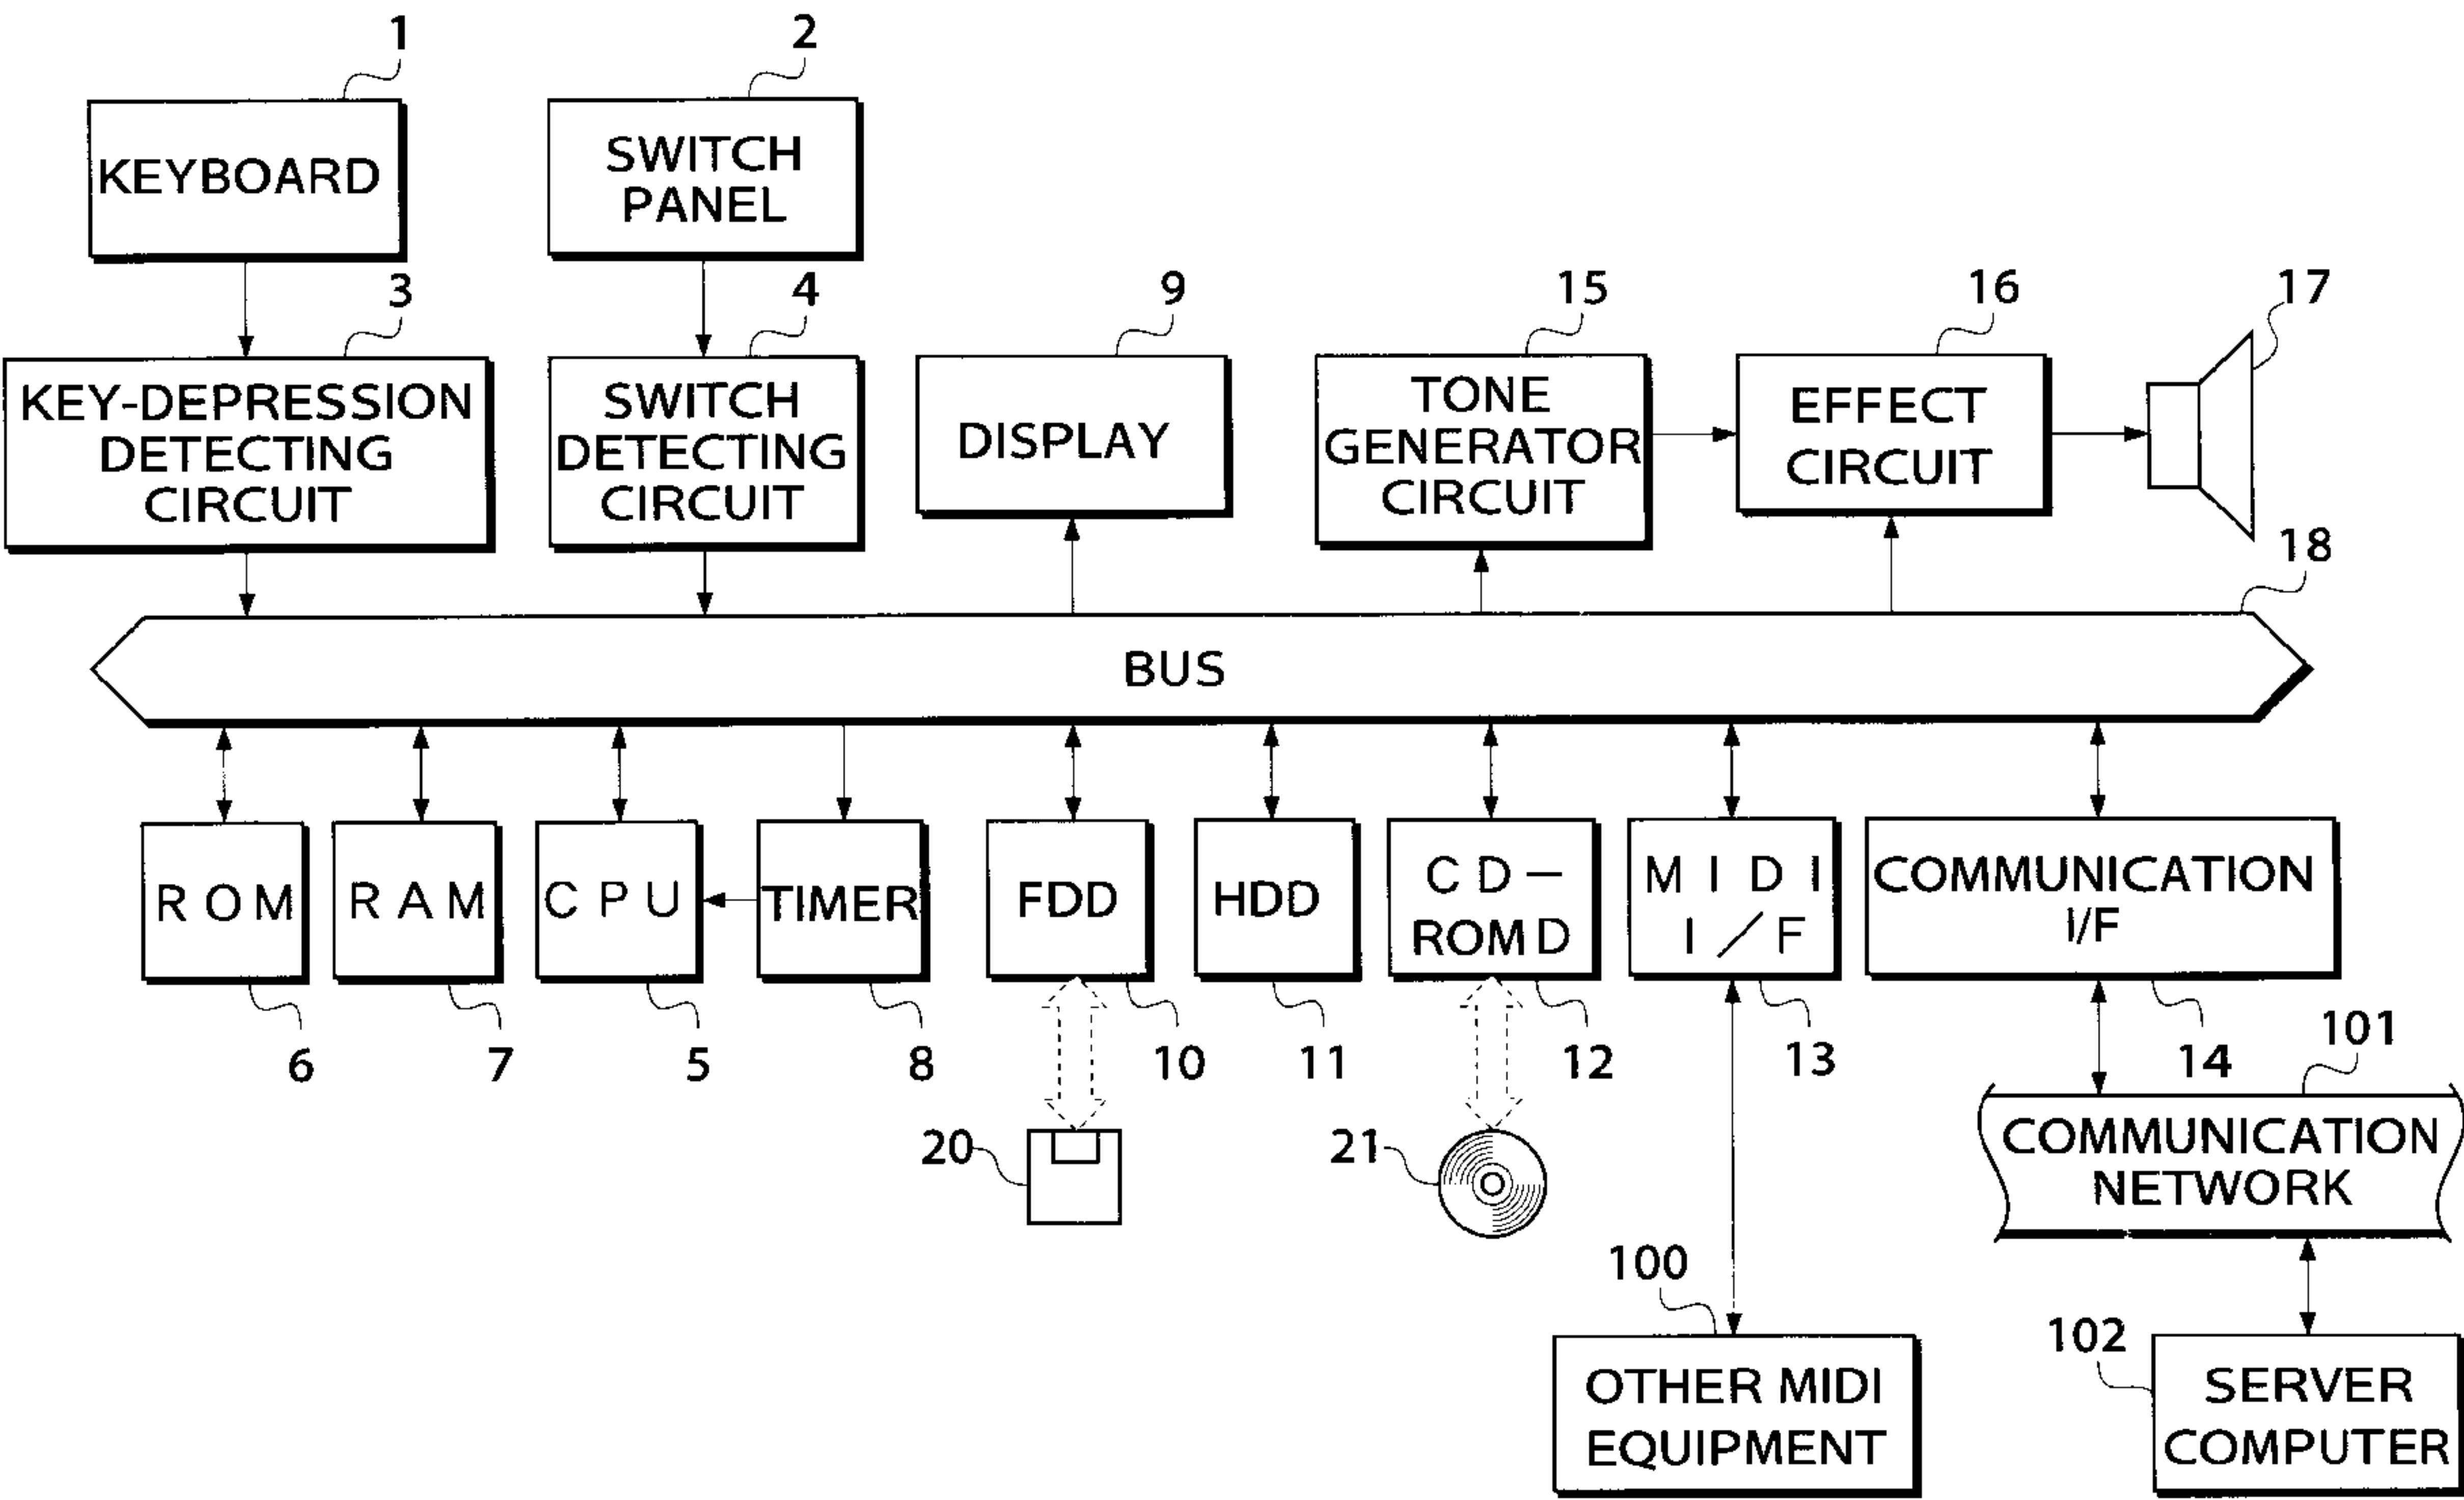 1
2
KEYBOARD
SWITCH
PANEL
3
4
9
15
16
17
KEY-DEPRESSION
DETECTING
CIRCUIT
SWITCH
DETECTING
CIRCUIT
DISPLAY
TONE
GENERATOR
CIRCUIT
EFFECT
CIRCUIT
18
BUS
ROM
RAM
CPU
TIMER
FDD
HDD
CD-
ROMD
MIDI
I/F
COMMUNICATION
I/F
6
7
5
8
10
11
12
13
14
101
20
21
COMMUNICATION
NETWORK
100
102
OTHER MIDI
EQUIPMENT
SERVER
COMPUTER